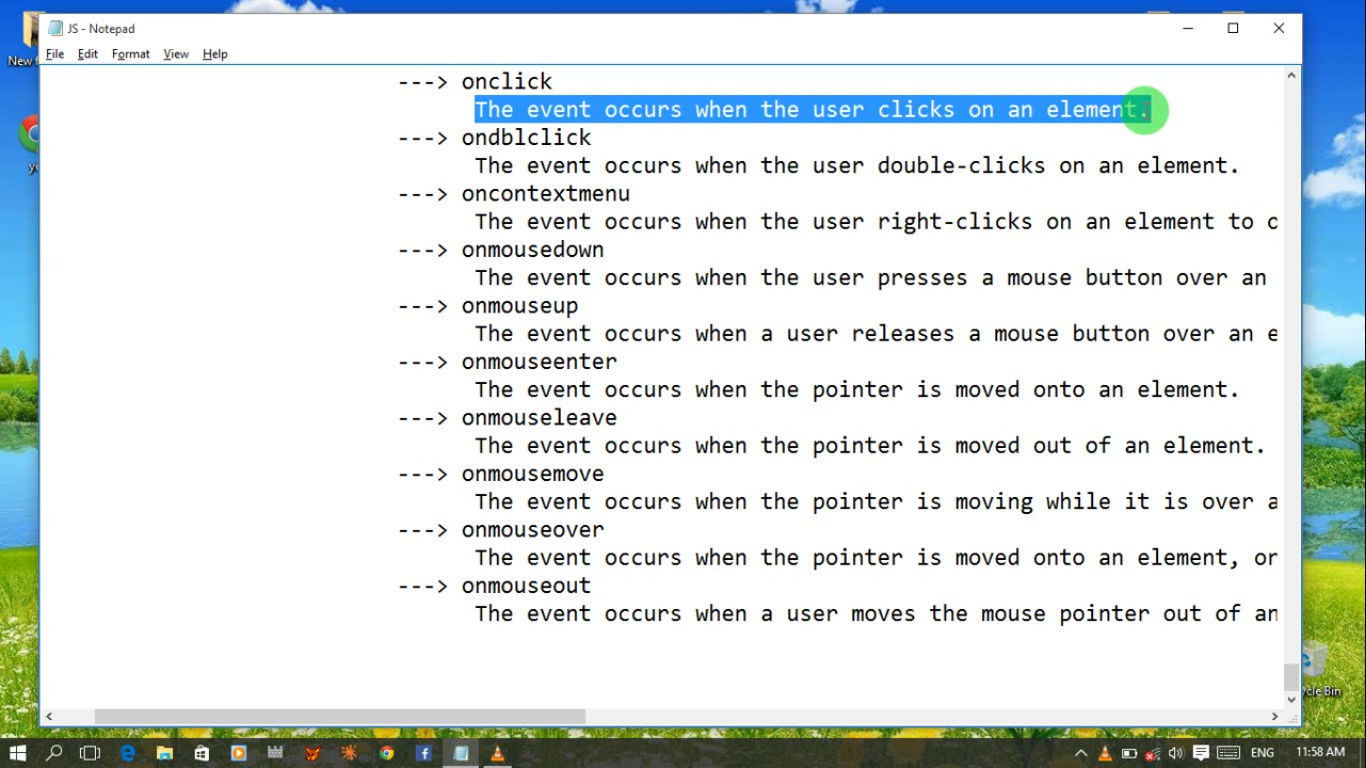 JS - Notepad
File Edit Format View Help
New
---> onclick
The event occurs when the user clicks on an element.
---> ondblclick
The event occurs when the user double-clicks on an element.
---> oncontextmenu
The event occurs when the user right-clicks on an element to o
---> onmousedown
The event occurs when the user presses a mouse button over an
---> onmouseup
The event occurs when a user releases a mouse button over an e
---> onmouseenter
The event occurs when the pointer is moved onto an element.
---> onmouseleave
The event occurs when the pointer is moved out of an element.
---> onmousemove
The event occurs when the pointer is moving while it is over a
---> onmouseover
The event occurs when the pointer is moved onto an element, or
---> onmouseout
The event occurs when a user moves the mouse pointer out of an
ycle Bin
ENG 11:58 AM